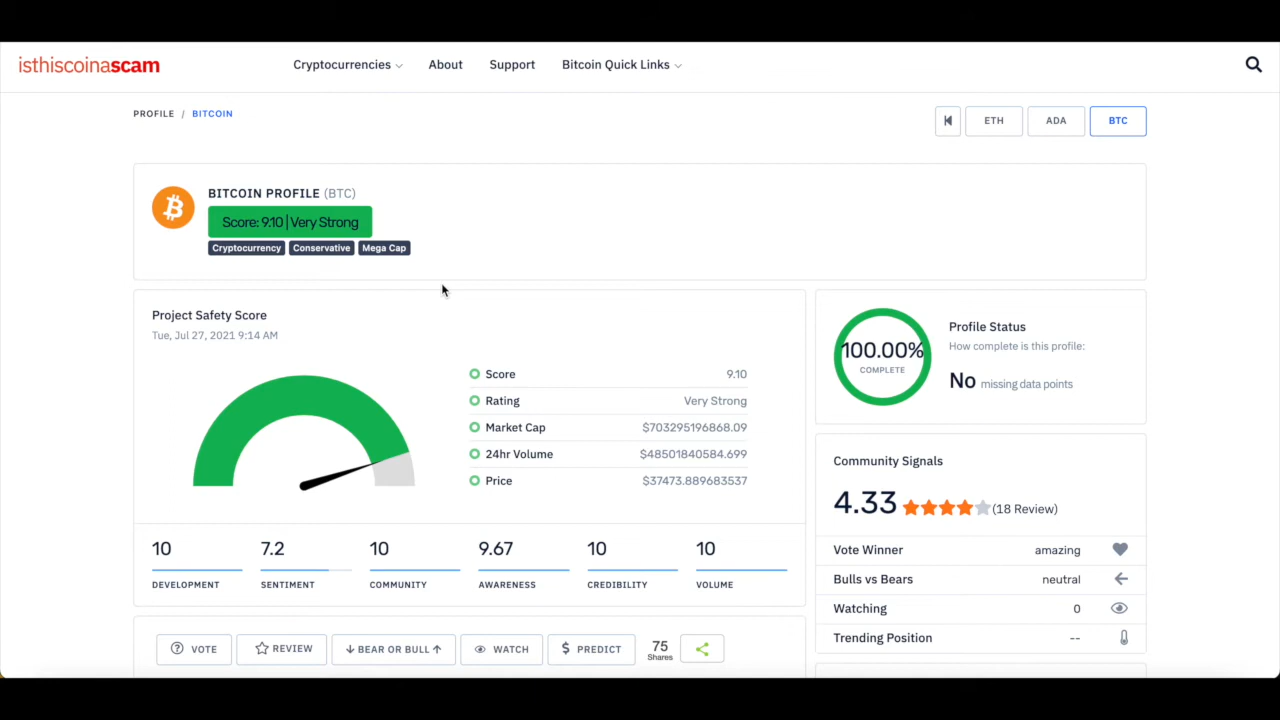 isthiscoinascam
Cryptocurrencies About Support Bitcoin Quick Links
PROFILE / BITCOIN
ETH ADA BTC
BITCOIN PROFILE (BTC)
Score: 9.10 | Very Strong
Cryptocurrency Conservative Mega Cap
Project Safety Score
Tue, Jul 27, 2021 9:14 AM
Score 9.10
Rating Very Strong
Market Cap $703295196868.09
24hr Volume $48501840584.699
Price $37473.889683537
10 7.2 10 9.67 10 10
DEVELOPMENT SENTIMENT COMMUNITY AWARENESS CREDIBILITY VOLUME
VOTE REVIEW BEAR OR BULL WATCH $ PREDICT 75
Shares
100.00%
COMPLETE
Profile Status
How complete is this profile:
No missing data points
Community Signals
4.33 (18 Review)
Vote Winner amazing
Bulls vs Bears neutral
Watching 0
Trending Position --